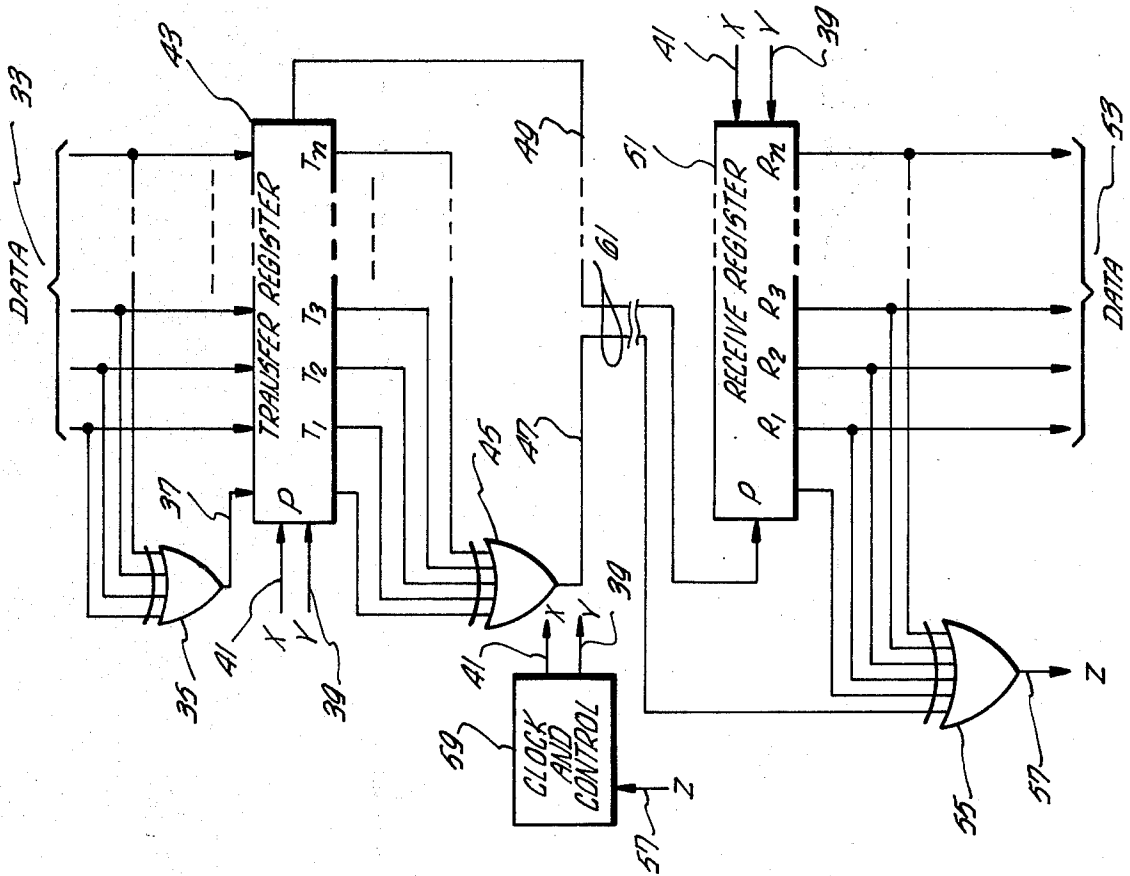 DATA 33
43
37
TRANSFER REGISTER
P T1 T2 T3 Tn
35
41
X
Y
39
45
47
49
61
59
CLOCK AND CONTROL
41
X
Y
39
57
Z
51
RECEIVE REGISTER
P R1 R2 R3 Rn
41
X
Y
39
DATA 53
55
57
Z